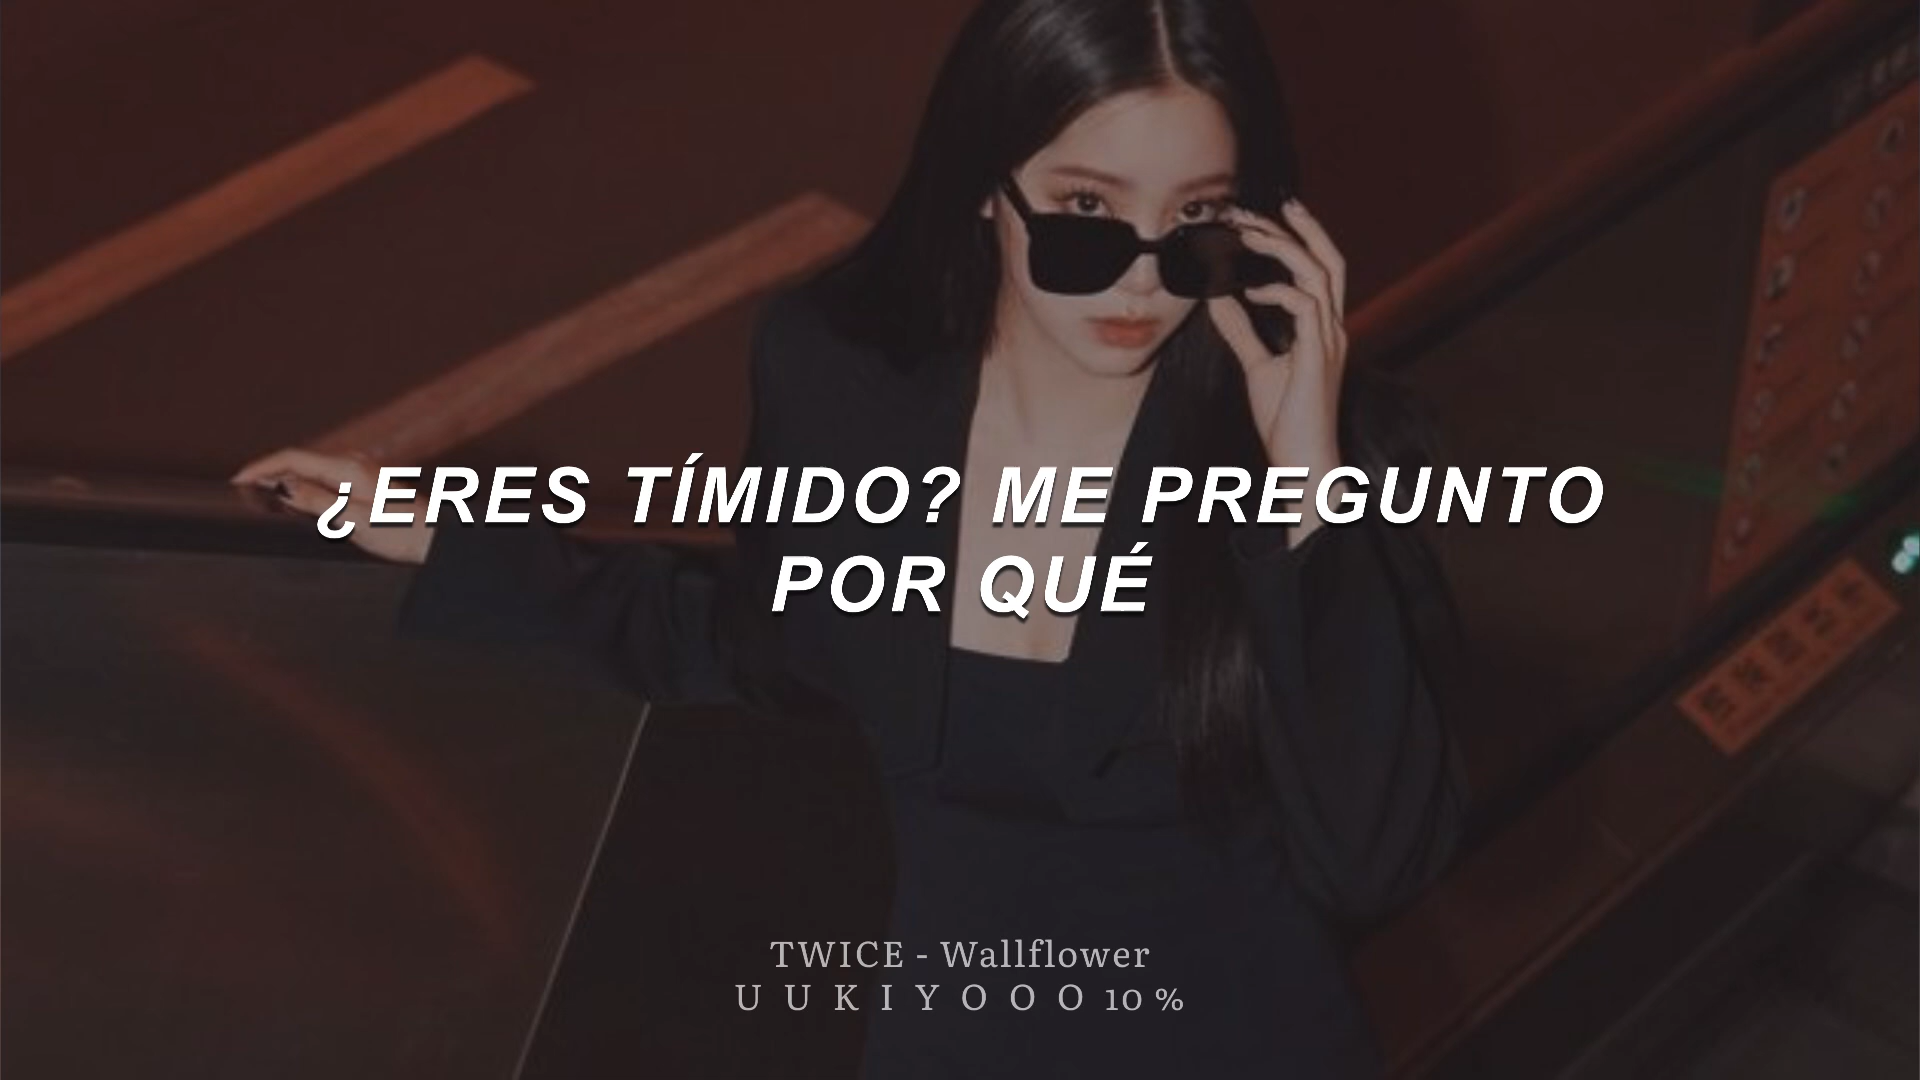 ¿ERES TÍMIDO? ME PREGUNTO
POR QUÉ
TWICE - Wallflower
U U K I Y O O O 10 %